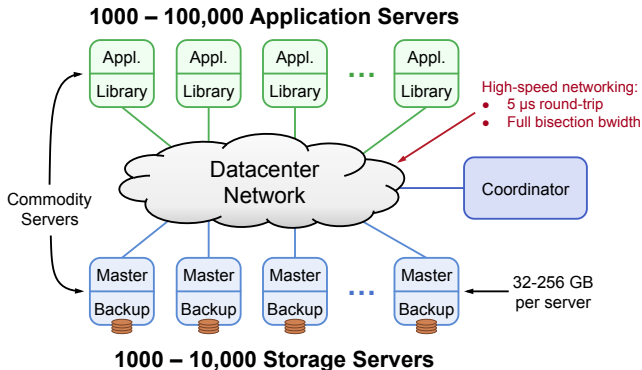 1000 – 100,000 Application Servers
Appl. Appl. Appl. Appl.
Library Library Library ... Library
High-speed networking:
● 5 µs round-trip
● Full bisection bwidth
Datacenter
Network
Coordinator
Commodity
Servers
Master Master Master Master
Backup Backup Backup ... Backup
32-256 GB
per server
1000 – 10,000 Storage Servers